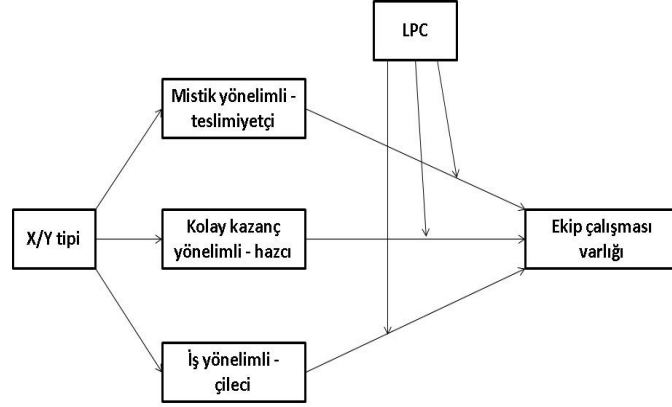 LPC
Mistik yönelimli -
teslimiyetçi
X/Y tipi
Kolay kazanç
yönelimli - hazcı
Ekip çalışması
varlığı
İş yönelimli -
çileci